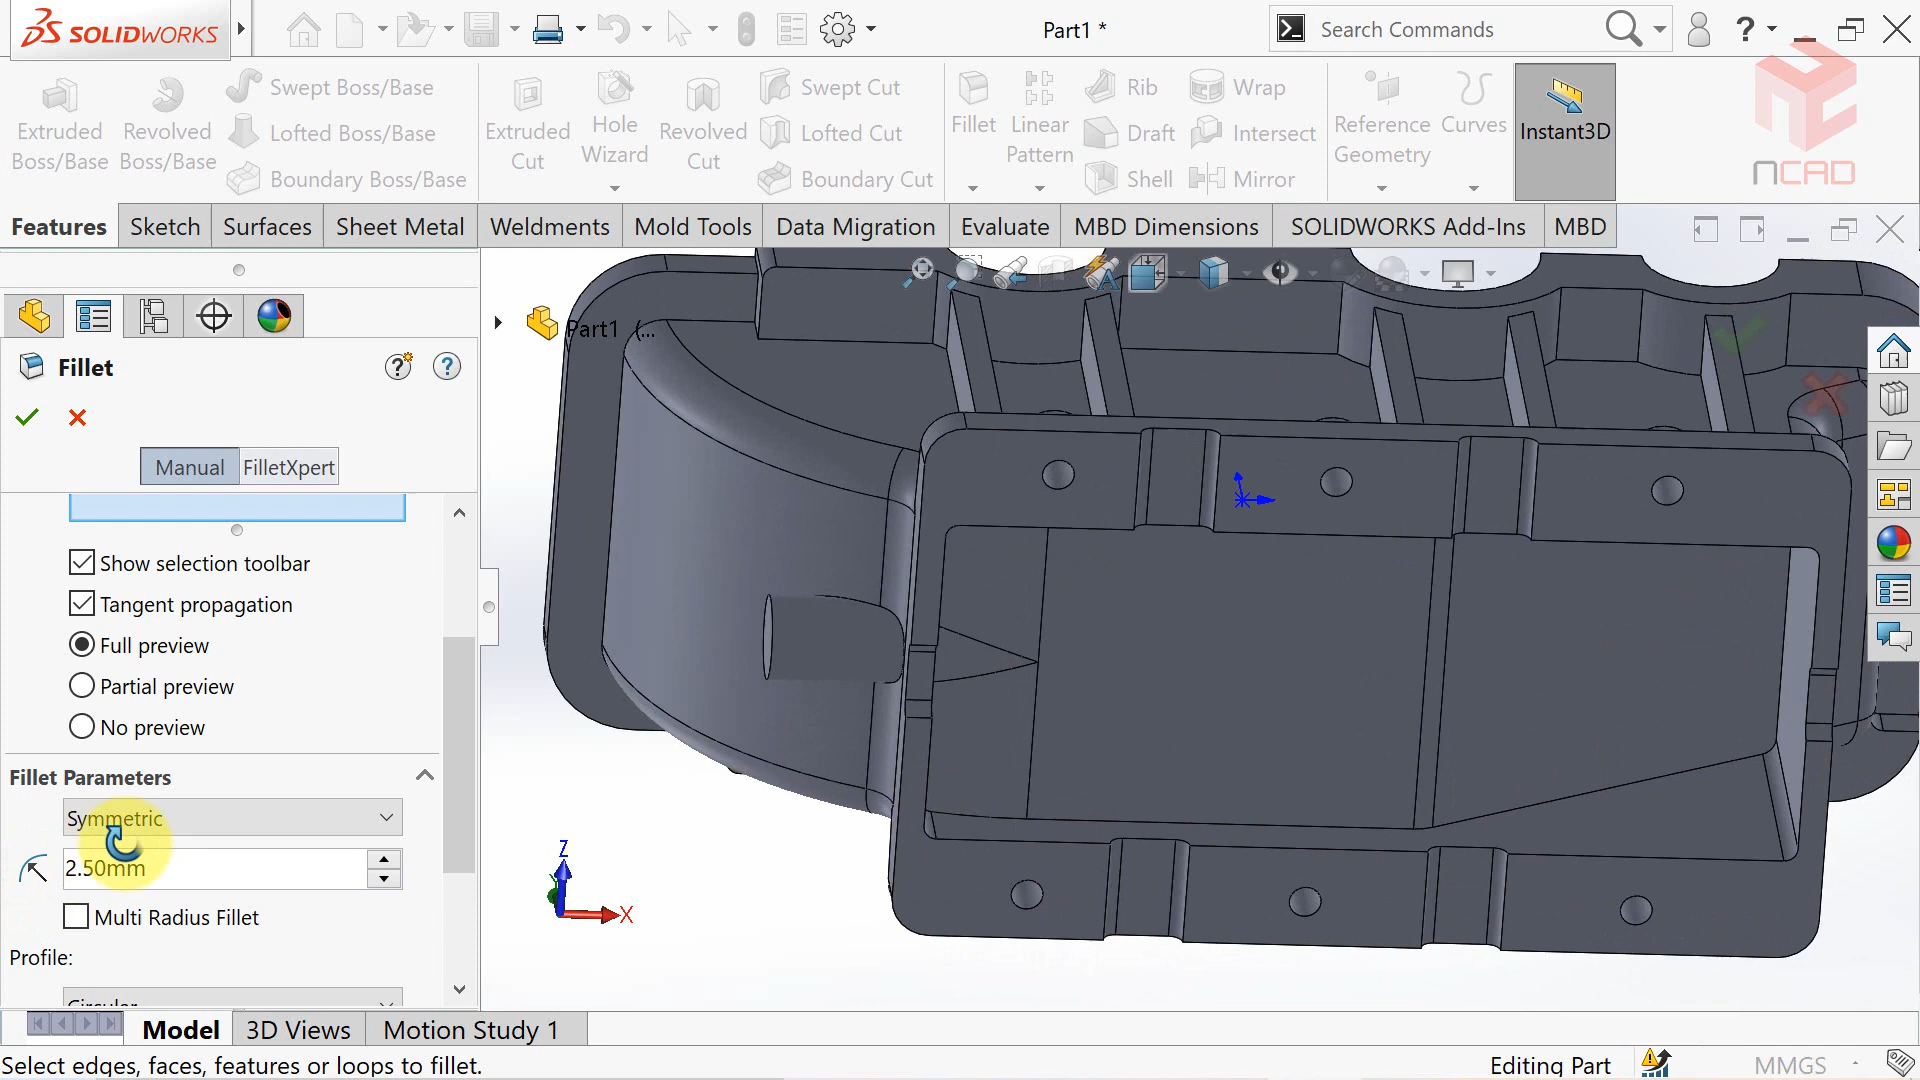 SOLIDWORKS
Part1 *
Search Commands
Extruded Boss/Base
Revolved Boss/Base
Swept Boss/Base
Lofted Boss/Base
Boundary Boss/Base
Extruded Cut
Hole Wizard
Revolved Cut
Swept Cut
Lofted Cut
Boundary Cut
Fillet
Linear Pattern
Rib
Draft
Shell
Wrap
Intersect
Mirror
Reference Geometry
Curves
Instant3D
NCAD
Features
Sketch
Surfaces
Sheet Metal
Weldments
Mold Tools
Data Migration
Evaluate
MBD Dimensions
SOLIDWORKS Add-Ins
MBD
Part1 (...
Fillet
Manual
FilletXpert
Show selection toolbar
Tangent propagation
Full preview
Partial preview
No preview
Fillet Parameters
Symmetric
2.50mm
Multi Radius Fillet
Profile:
Circular
Z
X
Model
3D Views
Motion Study 1
Select edges, faces, features or loops to fillet.
Editing Part
MMGS